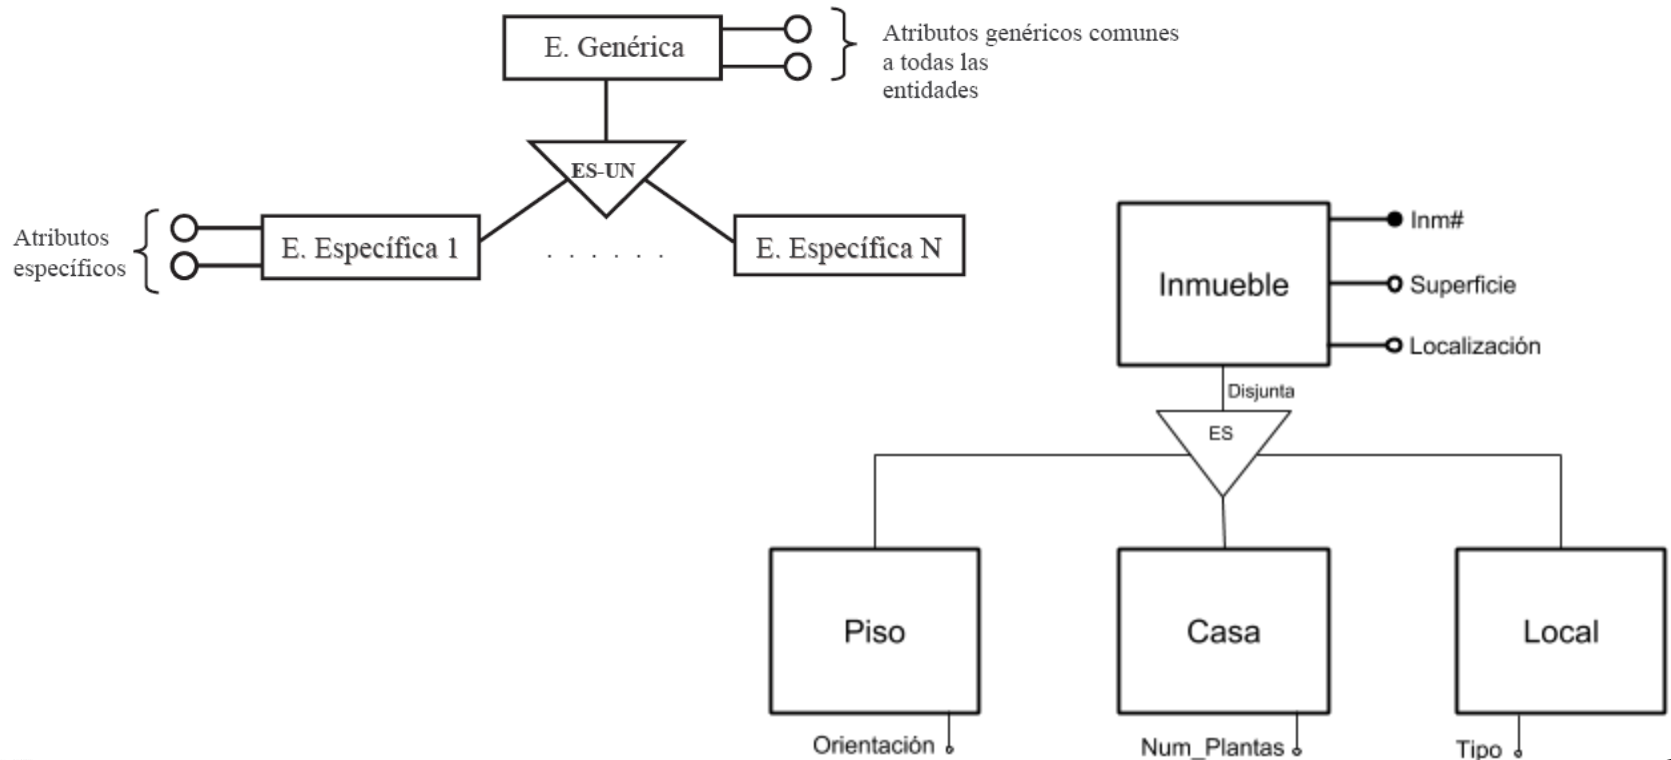 E. Genérica
Atributos genéricos comunes
a todas las
entidades
ES-UN
Atributos
específicos
E. Específica 1
. . . . . .
E. Específica N
Inmueble
Inm#
Superficie
Localización
Disjunta
ES
Piso
Casa
Local
Orientación
Num_Plantas
Tipo